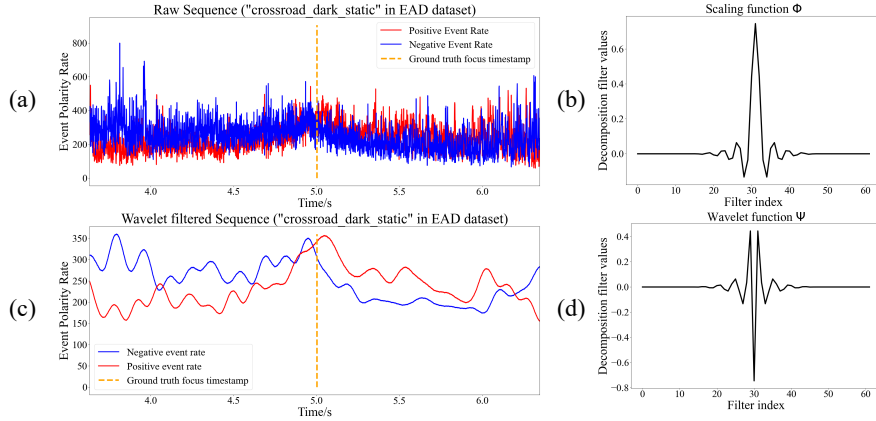 (a)
Raw Sequence ("crossroad_dark_static" in EAD dataset)
Event Polarity Rate
800
600
400
200
0
Positive Event Rate
Negative Event Rate
Ground truth focus timestamp
4.0
4.5
5.0
5.5
6.0
Time/s
(b)
Scaling function Φ
Decomposition filter values
0.6
0.4
0.2
0.0
0
10
20
30
40
50
60
Filter index
(c)
Wavelet filtered Sequence ("crossroad_dark_static" in EAD dataset)
Event Polarity Rate
350
300
250
200
150
100
50
0
Negative event rate
Positive event rate
Ground truth focus timestamp
4.0
4.5
5.0
5.5
6.0
Time/s
(d)
Wavelet function Ψ
Decomposition filter values
0.4
0.2
0.0
−0.2
−0.4
−0.6
−0.8
0
10
20
30
40
50
60
Filter index